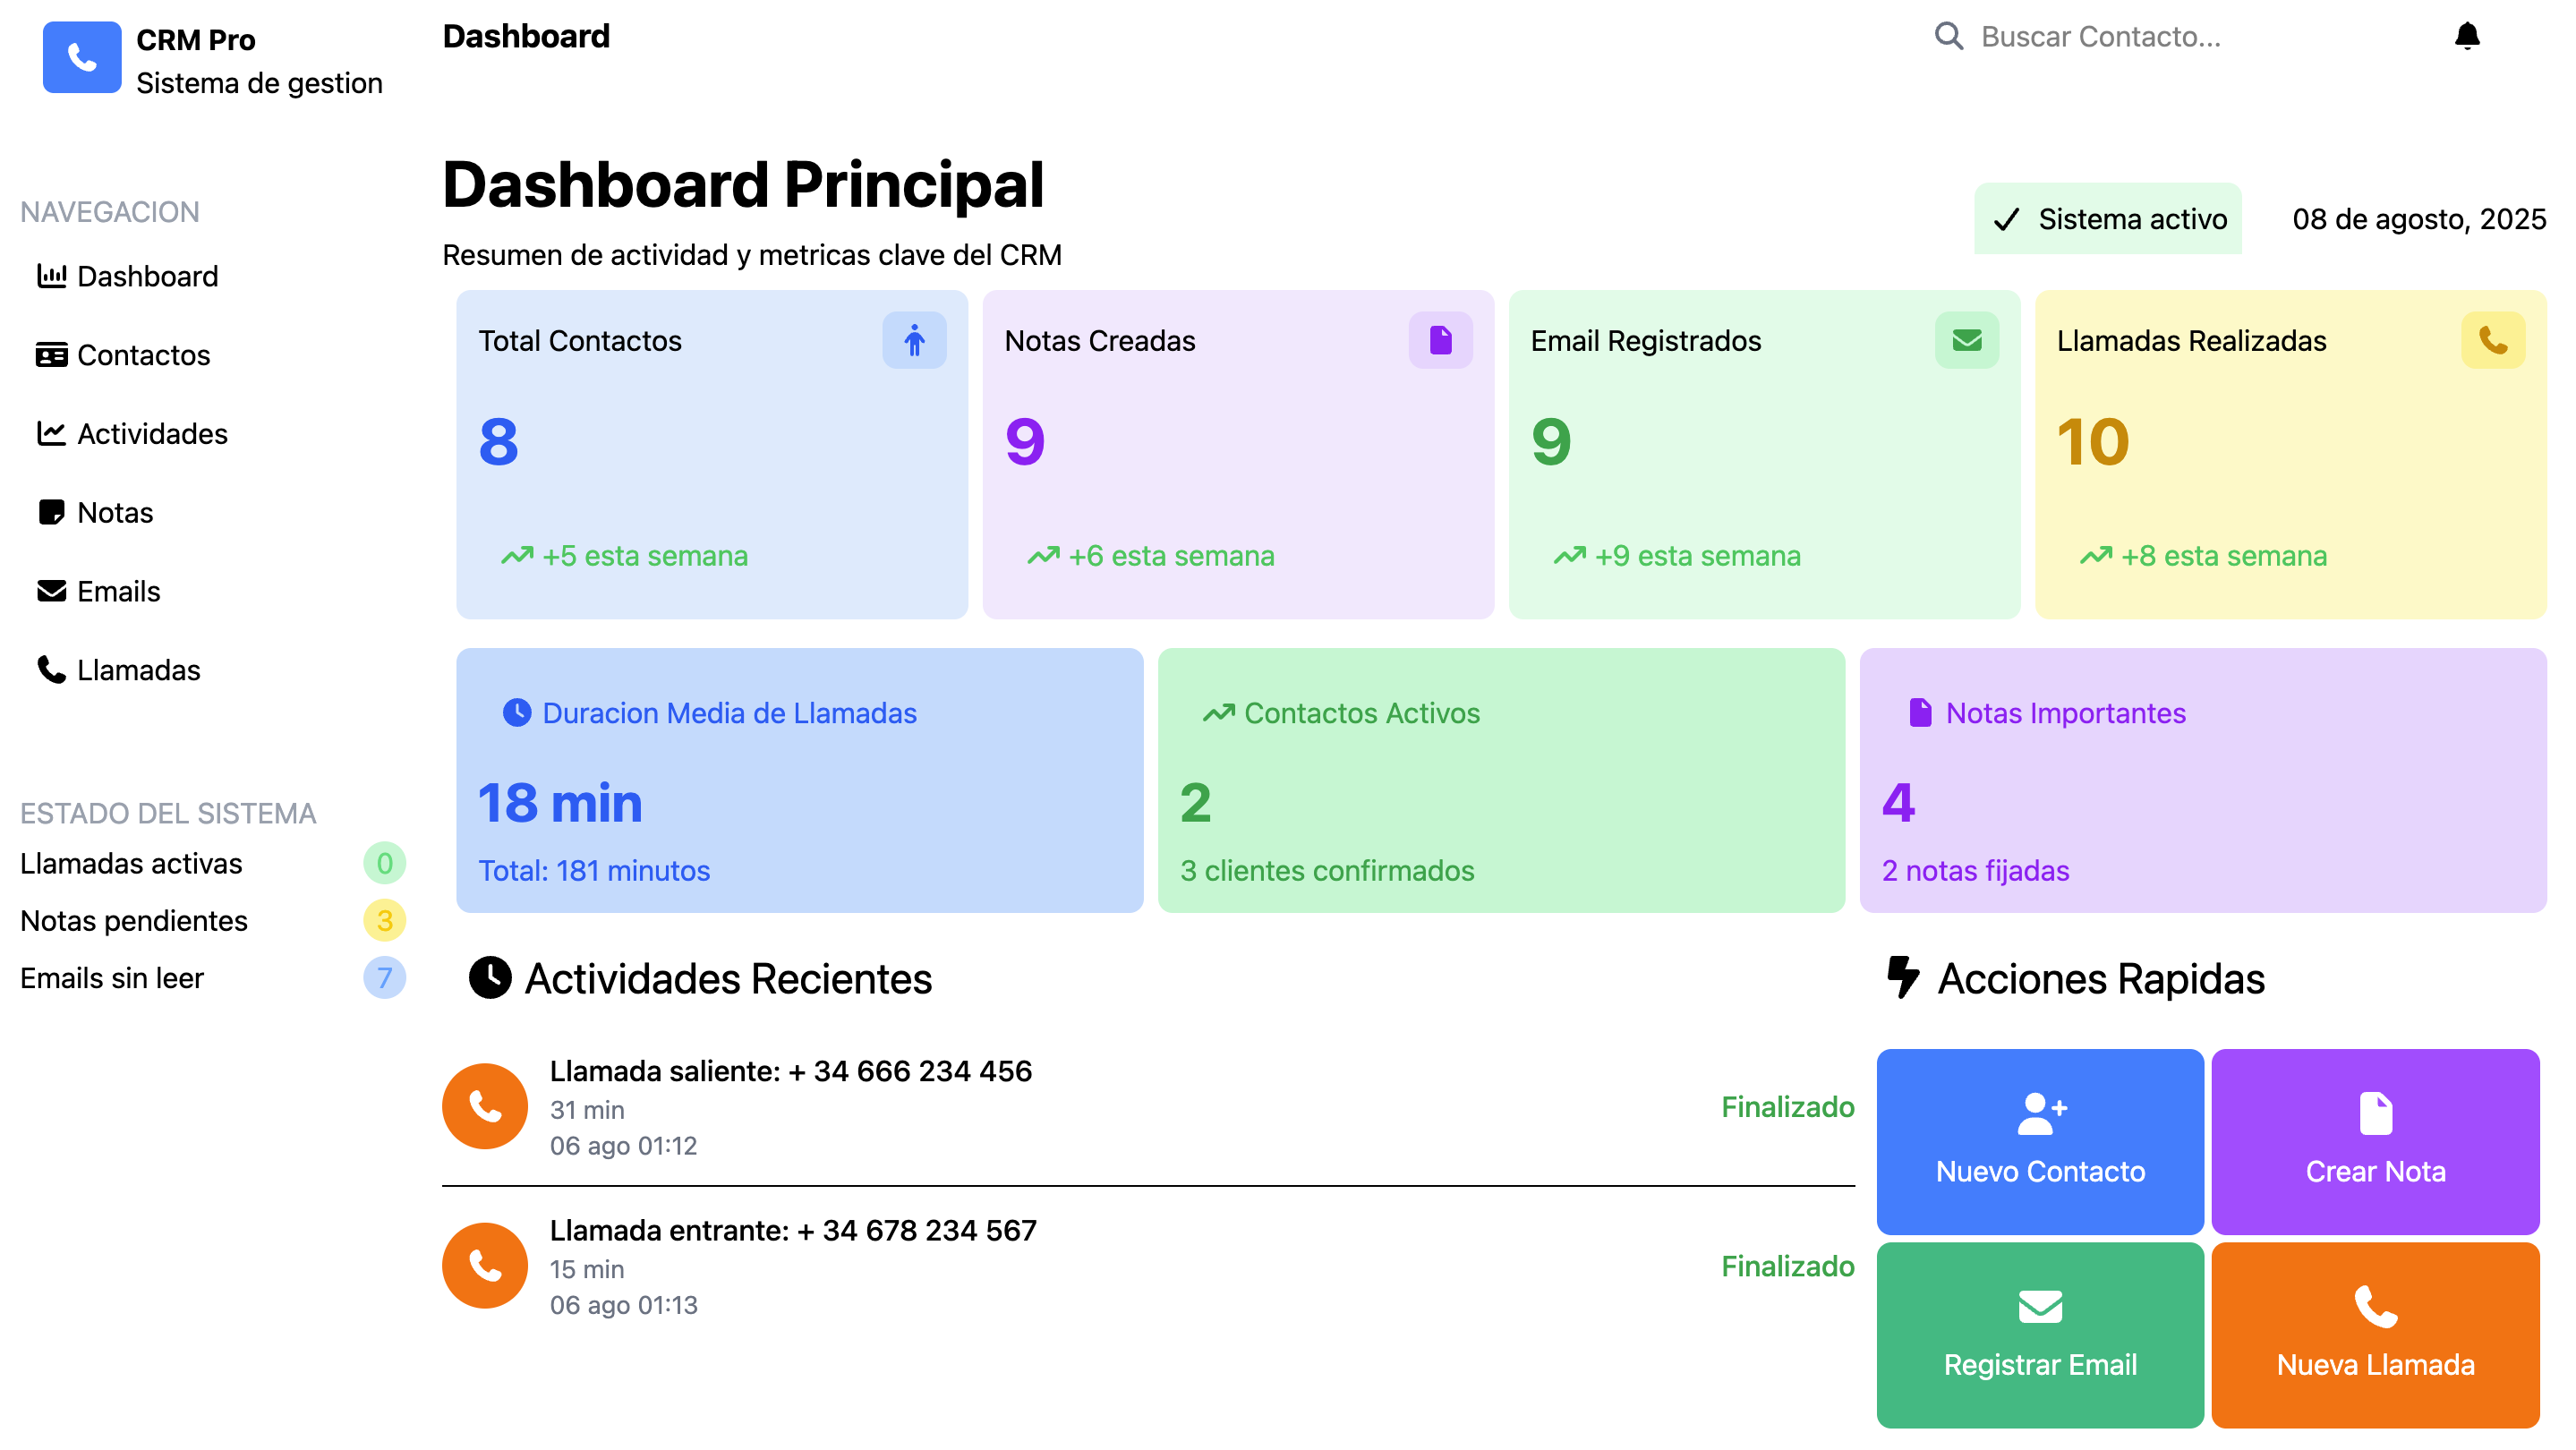 CRM Pro
Sistema de gestion
NAVEGACION
Dashboard
Contactos
Actividades
Notas
Emails
Llamadas
ESTADO DEL SISTEMA
Llamadas activas 0
Notas pendientes 3
Emails sin leer 7
Dashboard
Buscar Contacto...
Dashboard Principal
Resumen de actividad y metricas clave del CRM
Sistema activo
08 de agosto, 2025
Total Contactos
8
+5 esta semana
Notas Creadas
9
+6 esta semana
Email Registrados
9
+9 esta semana
Llamadas Realizadas
10
+8 esta semana
Duracion Media de Llamadas
18 min
Total: 181 minutos
Contactos Activos
2
3 clientes confirmados
Notas Importantes
4
2 notas fijadas
Actividades Recientes
Llamada saliente: + 34 666 234 456
31 min
06 ago 01:12
Finalizado
Llamada entrante: + 34 678 234 567
15 min
06 ago 01:13
Finalizado
Acciones Rapidas
Nuevo Contacto
Crear Nota
Registrar Email
Nueva Llamada